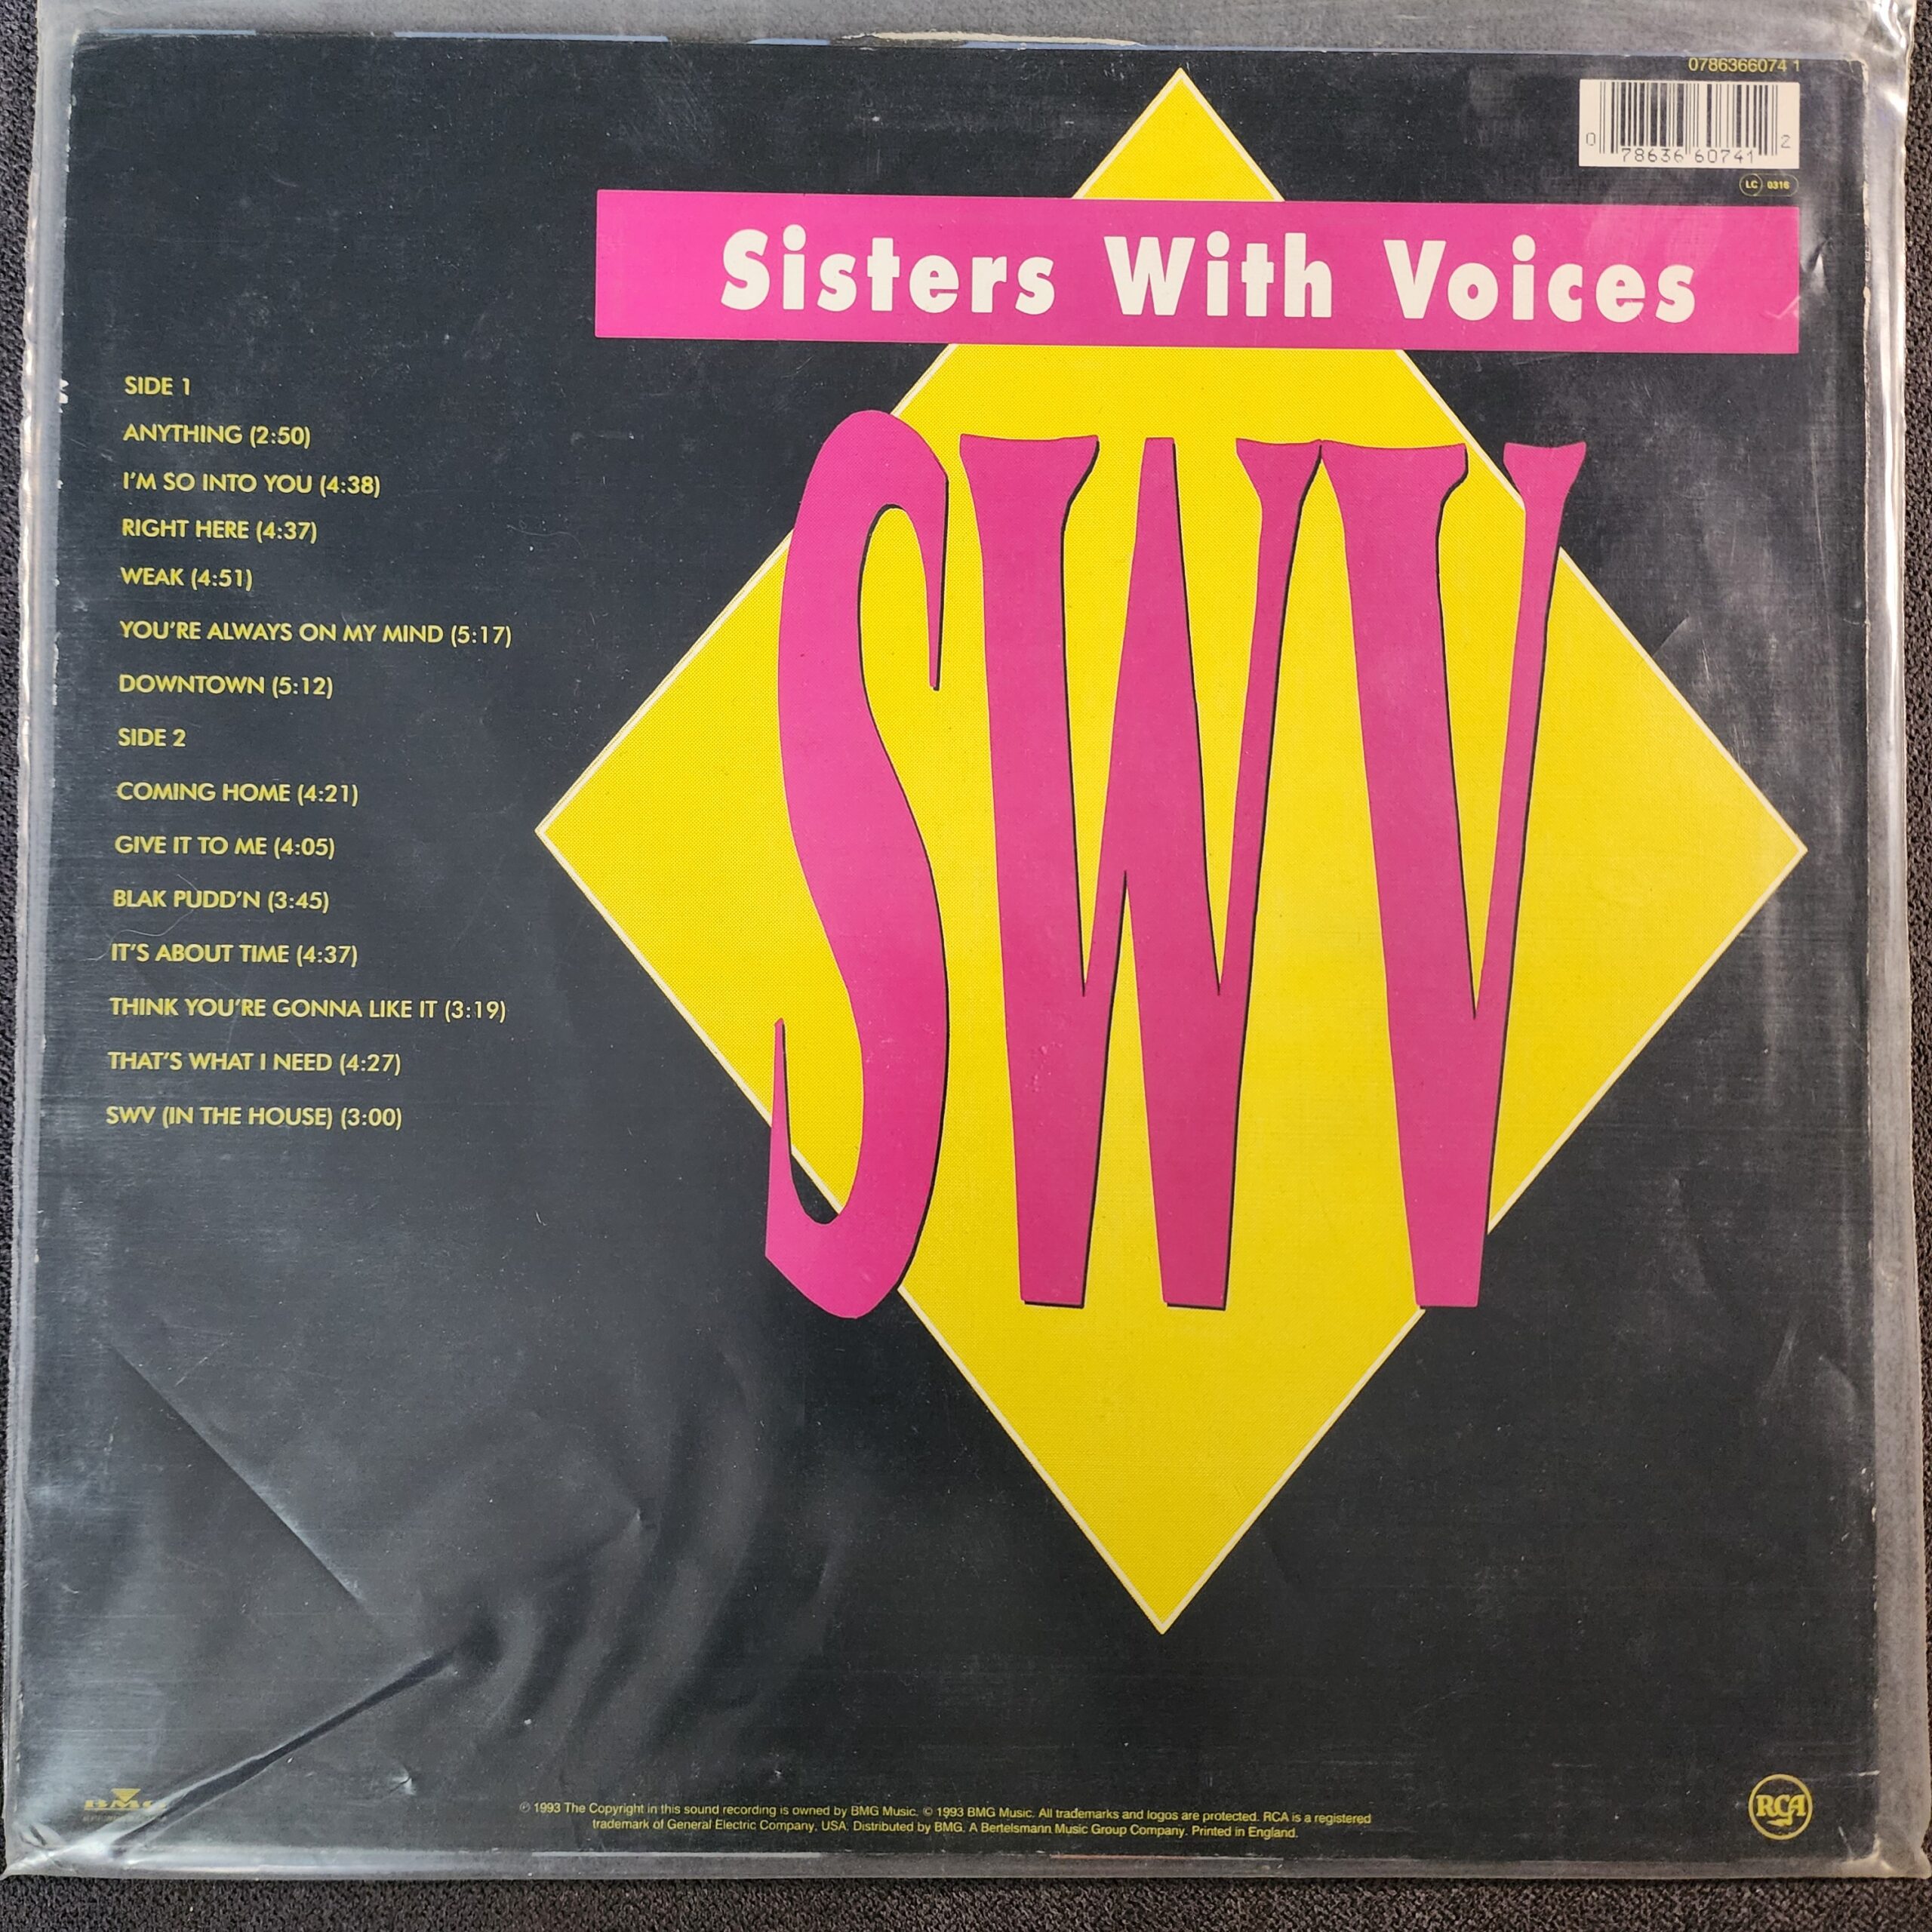 0786366074 1
0 78636 60741 2
LC 0316
Sisters With Voices
SWV
SIDE 1
ANYTHING (2:50)
I'M SO INTO YOU (4:38)
RIGHT HERE (4:37)
WEAK (4:51)
YOU'RE ALWAYS ON MY MIND (5:17)
DOWNTOWN (5:12)
SIDE 2
COMING HOME (4:21)
GIVE IT TO ME (4:05)
BLAK PUDD'N (3:45)
IT'S ABOUT TIME (4:37)
THINK YOU'RE GONNA LIKE IT (3:19)
THAT'S WHAT I NEED (4:27)
SWV (IN THE HOUSE) (3:00)
BMG
℗ 1993 The Copyright in this sound recording is owned by BMG Music. © 1993 BMG Music. All trademarks and logos are protected. RCA is a registered
trademark of General Electric Company, USA. Distributed by BMG. A Bertelsmann Music Group Company. Printed in England.
RCA